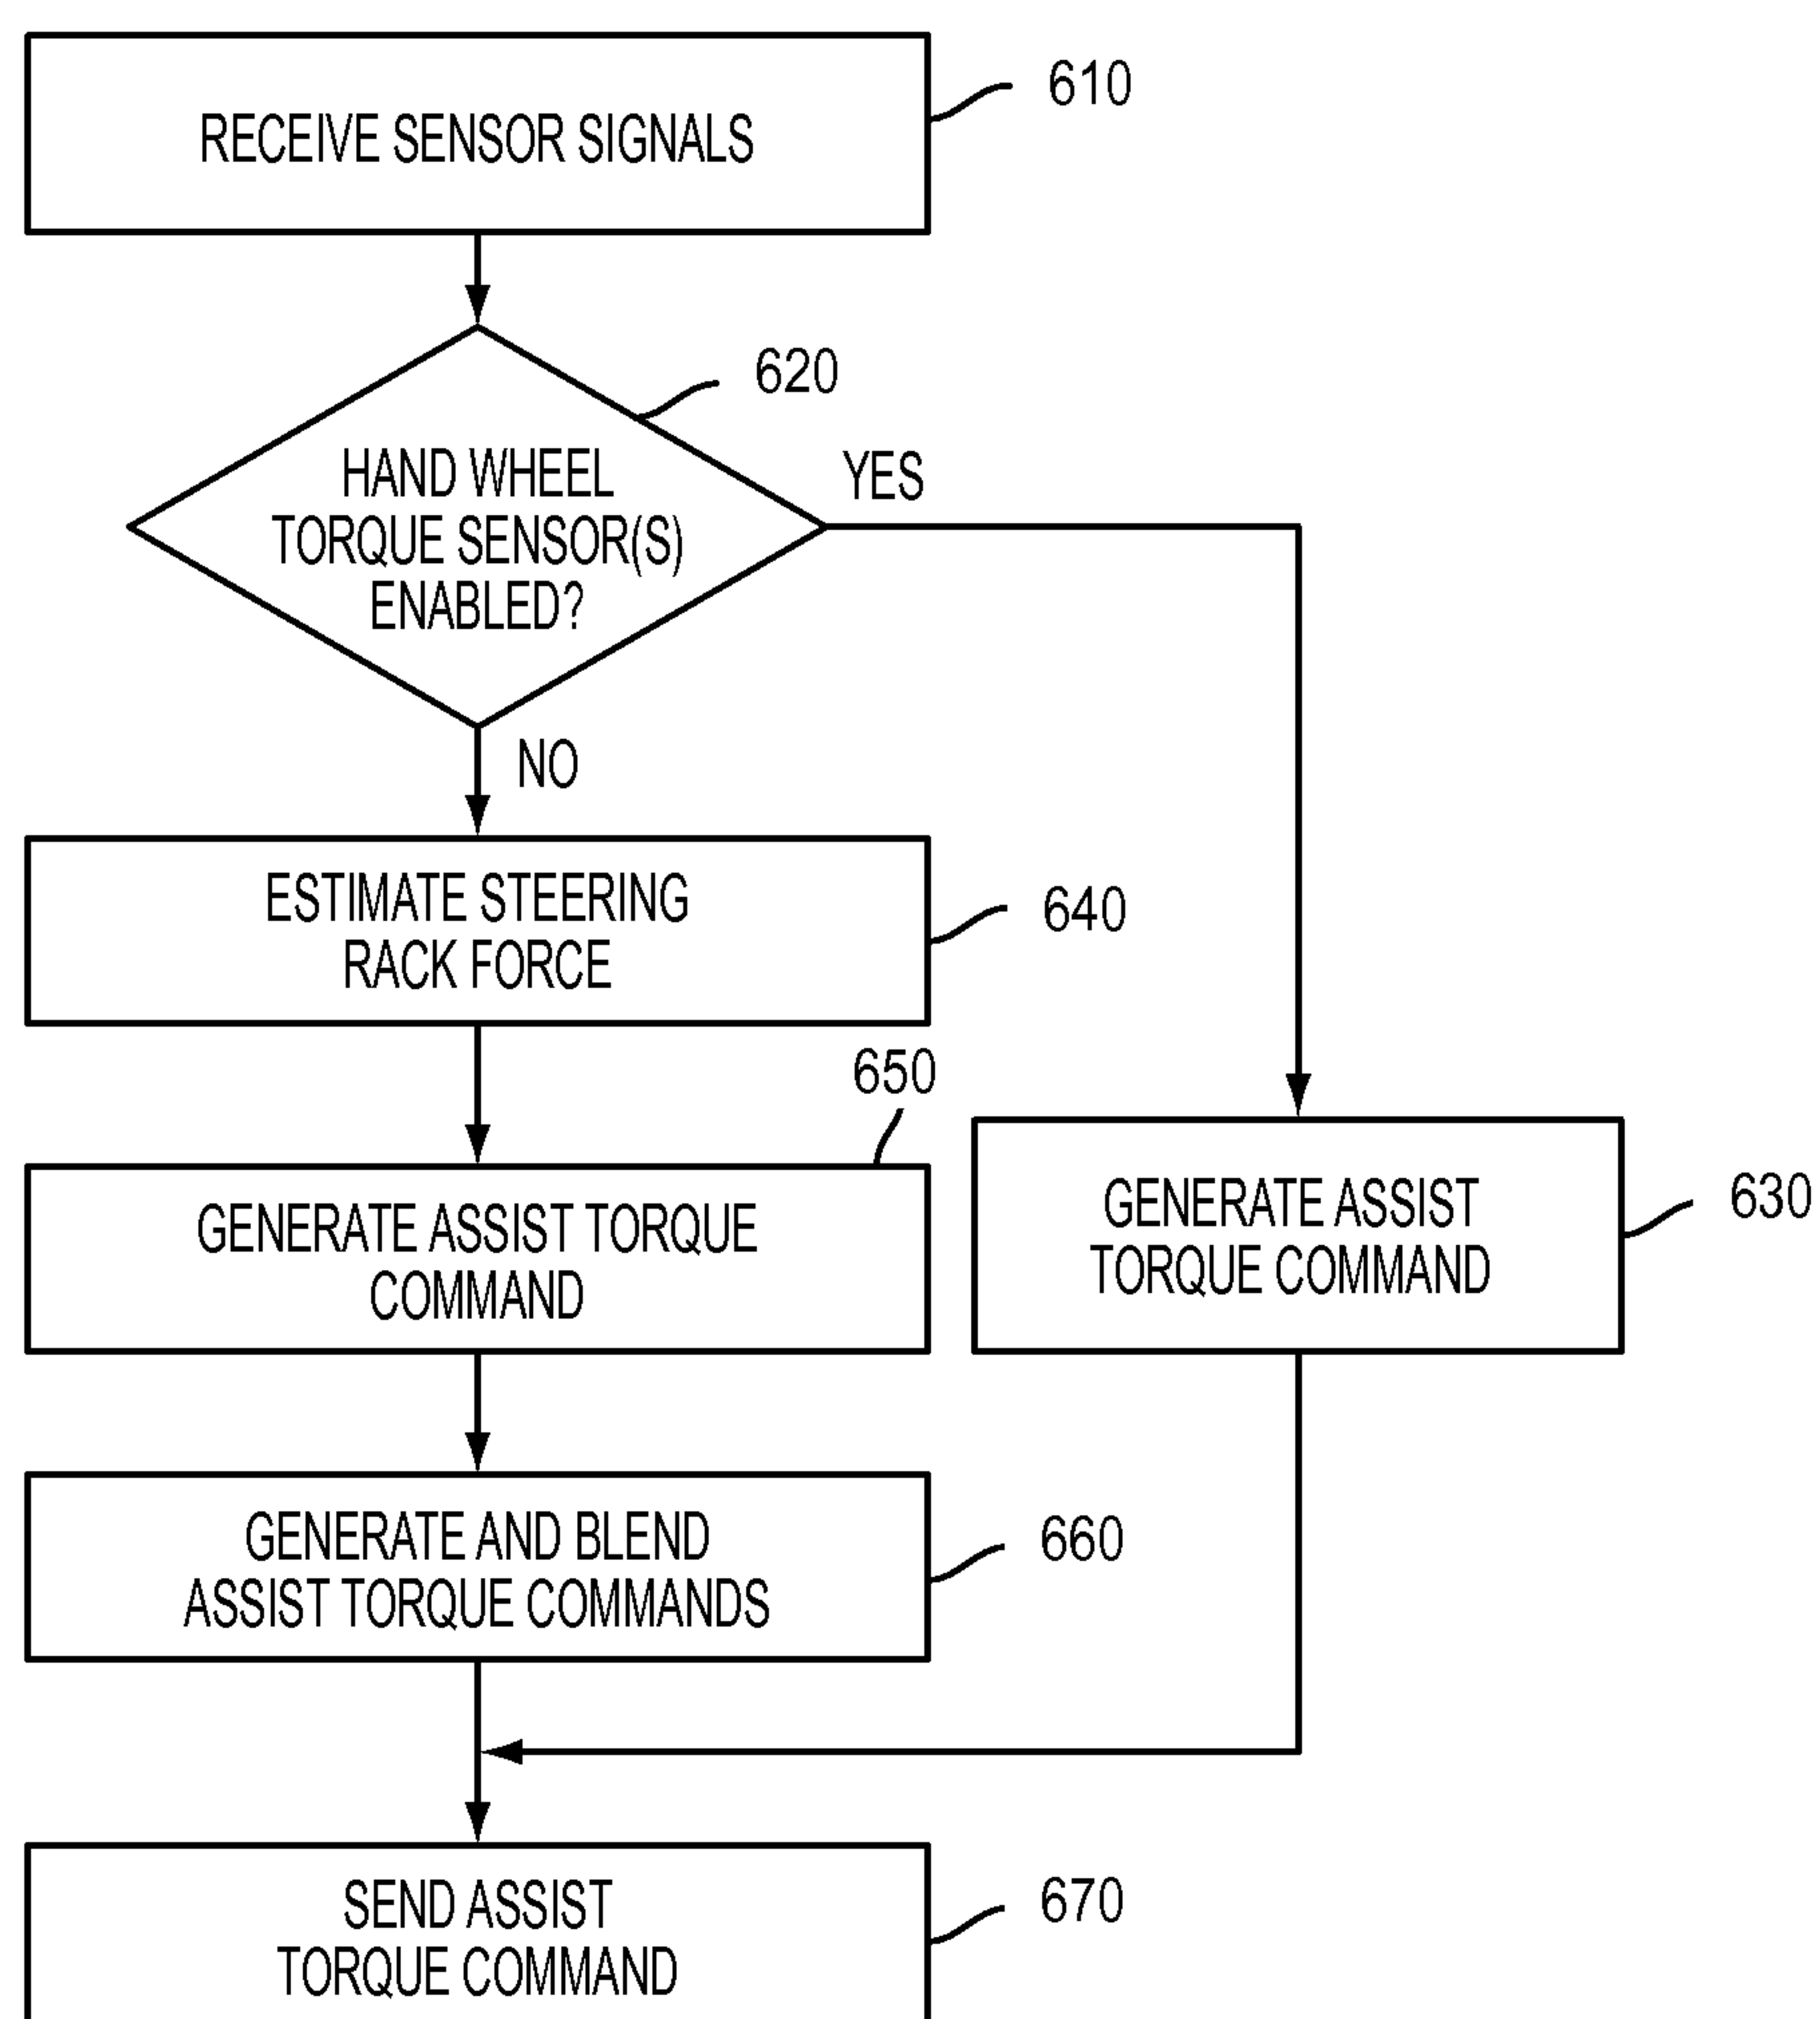 RECEIVE SENSOR SIGNALS
610
620
HAND WHEEL
TORQUE SENSOR(S)
ENABLED?
YES
NO
ESTIMATE STEERING
RACK FORCE
640
650
GENERATE ASSIST TORQUE
COMMAND
GENERATE ASSIST
TORQUE COMMAND
630
GENERATE AND BLEND
ASSIST TORQUE COMMANDS
660
SEND ASSIST
TORQUE COMMAND
670